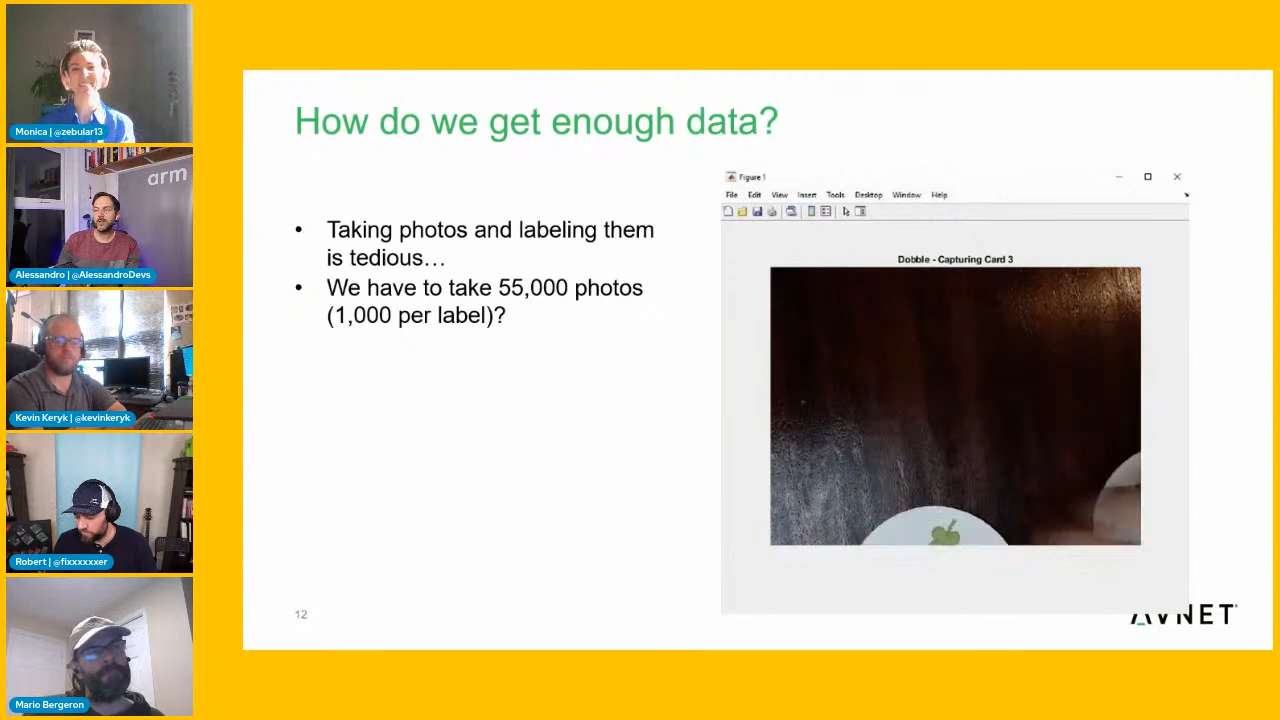 Monica | @zebular13
arm
Alessandro | @AlessandroDevs
Kevin Keryk | @kevinkeryk
Robert | @fixxxxxxer
Mario Bergeron
How do we get enough data?
• Taking photos and labeling them
is tedious…
• We have to take 55,000 photos
(1,000 per label)?
Figure 1
File Edit View Insert Tools Desktop Window Help
Dobble - Capturing Card 3
12
AVNET